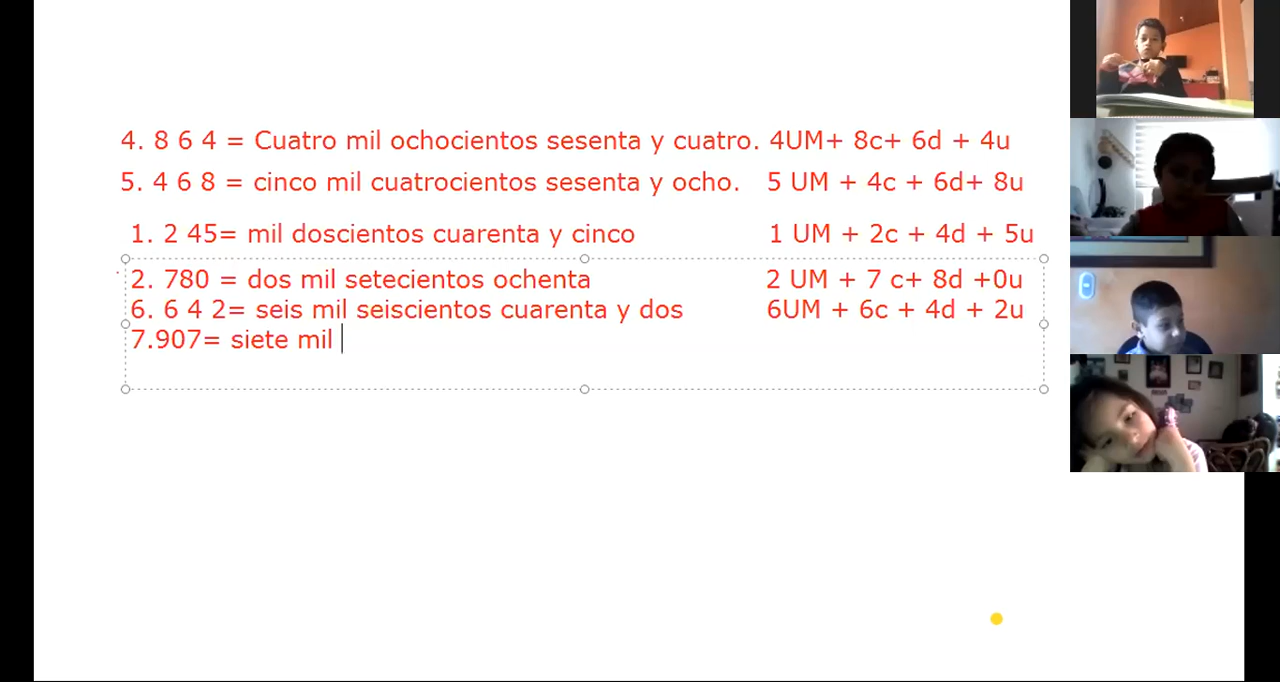 4. 8 6 4 = Cuatro mil ochocientos sesenta y cuatro. 4UM+ 8c+ 6d + 4u
5. 4 6 8 = cinco mil cuatrocientos sesenta y ocho. 5 UM + 4c + 6d+ 8u
1. 2 45= mil doscientos cuarenta y cinco 1 UM + 2c + 4d + 5u
2. 780 = dos mil setecientos ochenta 2 UM + 7 c+ 8d +0u
6. 6 4 2= seis mil seiscientos cuarenta y dos 6UM + 6c + 4d + 2u
7.907= siete mil